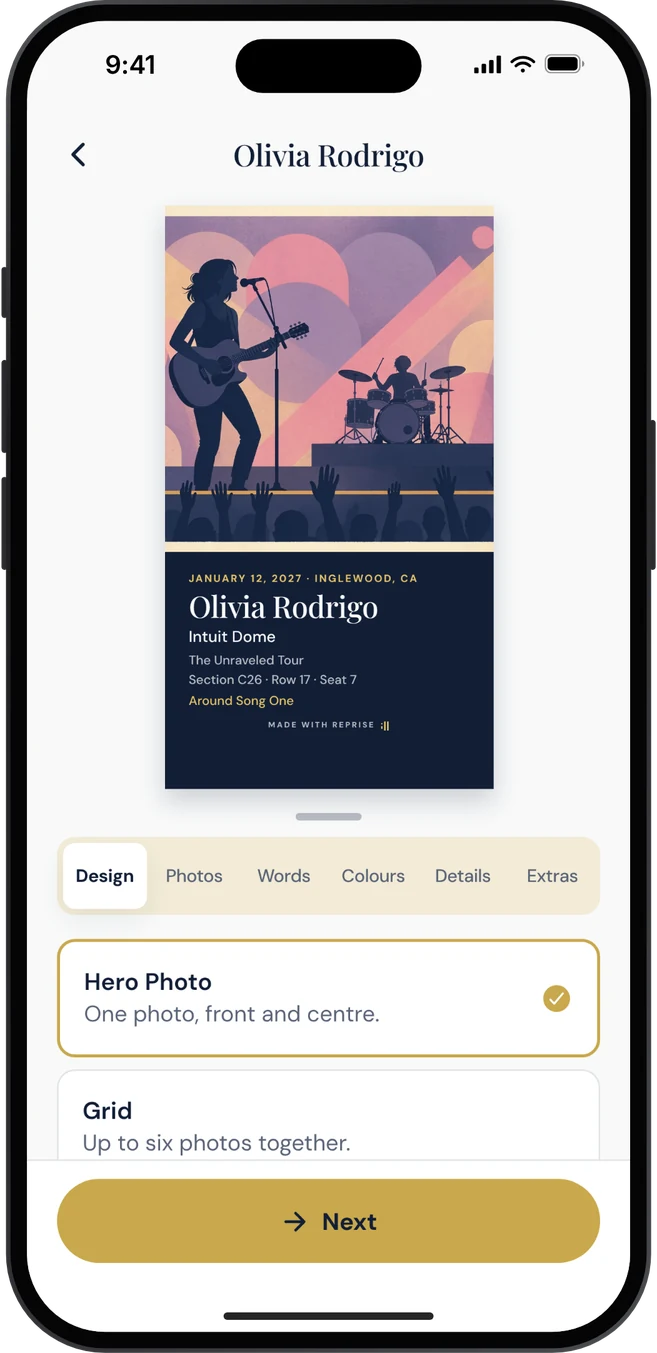 9:41
Olivia Rodrigo
JANUARY 12, 2027 · INGLEWOOD, CA
Olivia Rodrigo
Intuit Dome
The Unraveled Tour
Section C26 · Row 17 · Seat 7
Around Song One
MADE WITH REPRISE
Design Photos Words Colours Details Extras
Hero Photo
One photo, front and centre.
Grid
Up to six photos together.
Next